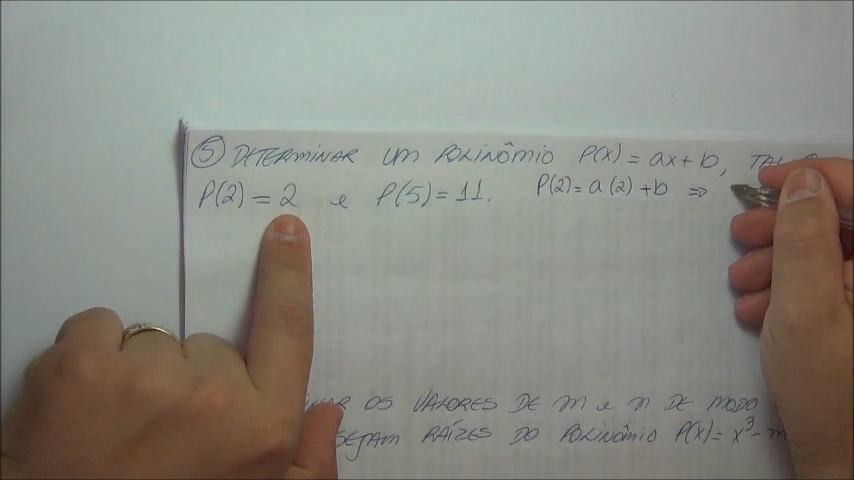 ⑤ DETERMINAR UM POLINÔMIO P(X) = ax + b, TAL
P(2) = 2 e P(5) = 11. P(2) = a(2) + b ⇒
OS VALORES DE m e n DE MODO
SEJAM RAÍZES DO POLINÔMIO P(X) = x³ - m